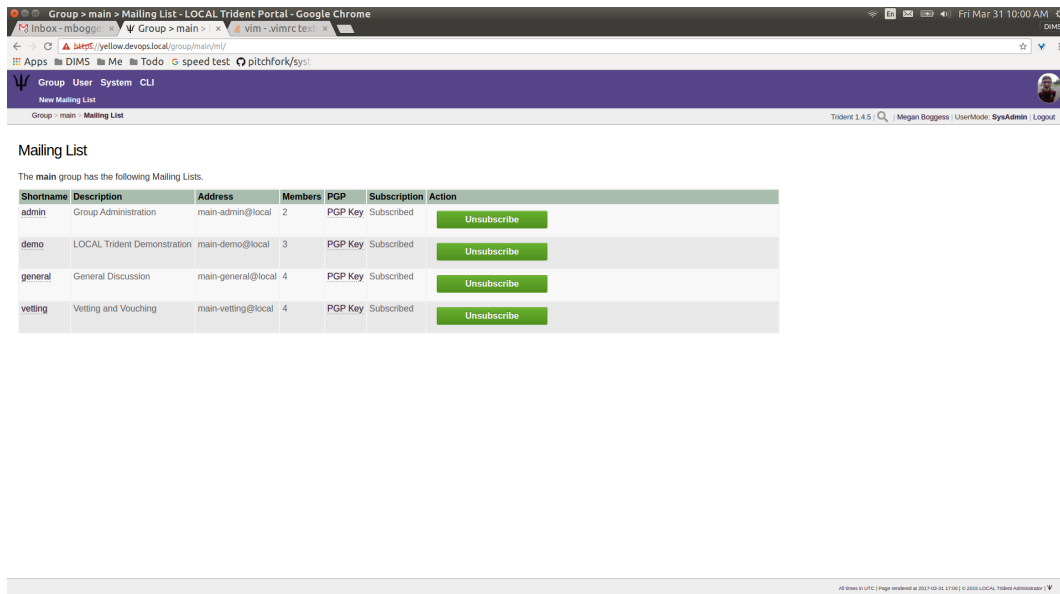 Group > main > Mailing List - LOCAL Trident Portal - Google Chrome
En
Fri Mar 31 10:00 AM
Inbox - mbogge
Group > main >
vim - .vimrc text
DIMS
https://yellow.devops.local/group/main/ml/
Apps DIMS Me Todo G speed test pitchfork/syst
Group User System CLI
New Mailing List
Group > main > Mailing List
Trident 1.4.5 | | Megan Boggess | UserMode: SysAdmin | Logout
Mailing List
The main group has the following Mailing Lists.
Shortname Description Address Members PGP Subscription Action
admin Group Administration main-admin@local 2 PGP Key Subscribed Unsubscribe
demo LOCAL Trident Demonstration main-demo@local 3 PGP Key Subscribed Unsubscribe
general General Discussion main-general@local 4 PGP Key Subscribed Unsubscribe
vetting Vetting and Vouching main-vetting@local 4 PGP Key Subscribed Unsubscribe
All times in UTC | Page rendered at 2017-03-31 17:00 | © 2015 LOCAL Trident Administrator |